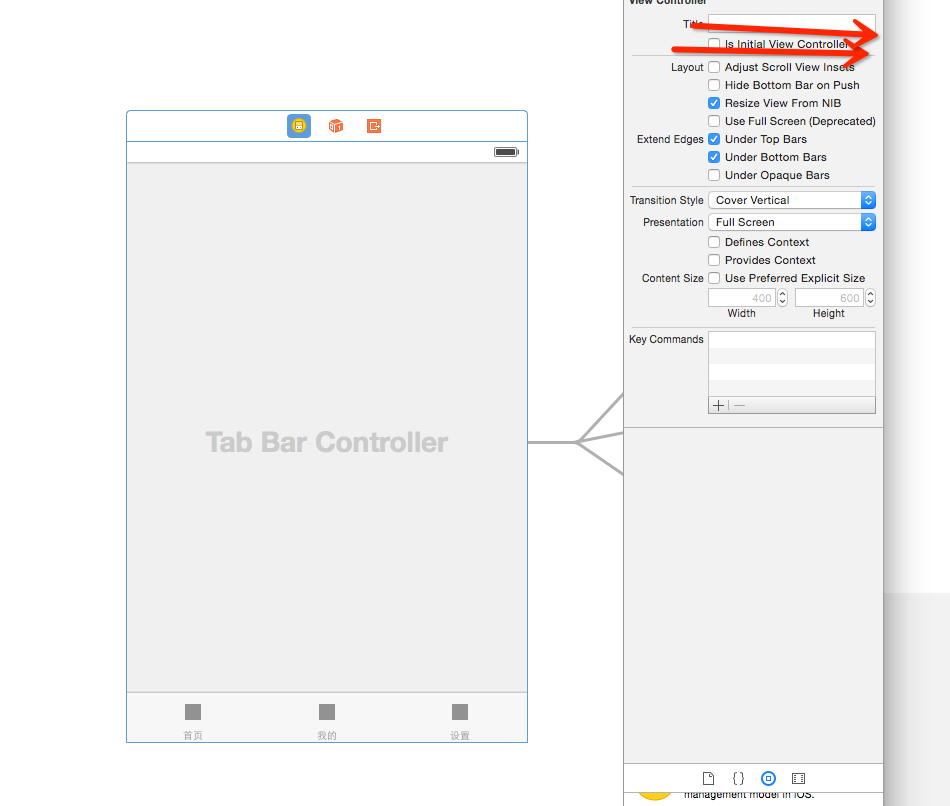 View Controller
Title
Is Initial View Controller
Layout
Adjust Scroll View Insets
Hide Bottom Bar on Push
Resize View From NIB
Use Full Screen (Deprecated)
Extend Edges
Under Top Bars
Under Bottom Bars
Under Opaque Bars
Transition Style
Cover Vertical
Presentation
Full Screen
Defines Context
Provides Context
Content Size
Use Preferred Explicit Size
400
600
Width
Height
Key Commands
Tab Bar Controller
首页
我的
设置
management model in iOS.